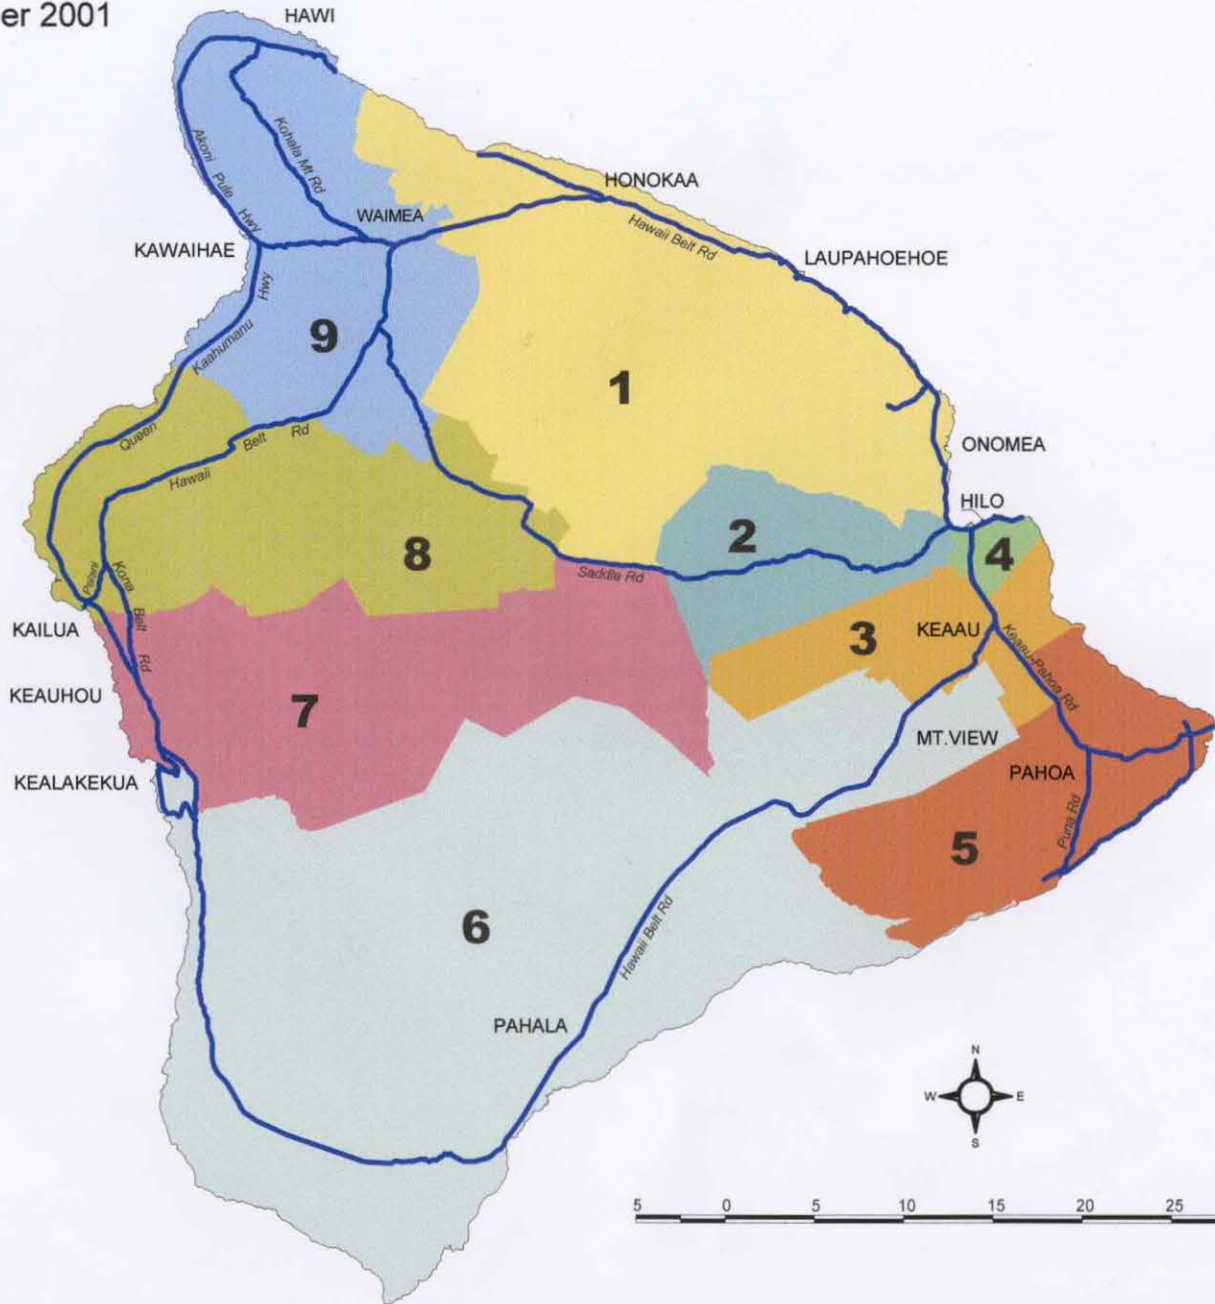 er 2001
HAWI
Akoni Pule Hwy
Kohala Mt Rd
HONOKAA
WAIMEA
Hawaii Belt Rd
KAWAIHAE
LAUPAHOEHOE
Hwy
Kaahumanu
Queen
9
1
Hawaii Belt Rd
ONOMEA
HILO
2
4
8
Saddle Rd
Palani
Kona Belt Rd
KAILUA
3
KEAAU
Keaau-Pahoa Rd
KEAUHOU
7
MT.VIEW
KEALAKEKUA
PAHOA
Puna Rd
5
6
Hawaii Belt Rd
PAHALA
N
W E
S
5 0 5 10 15 20 25